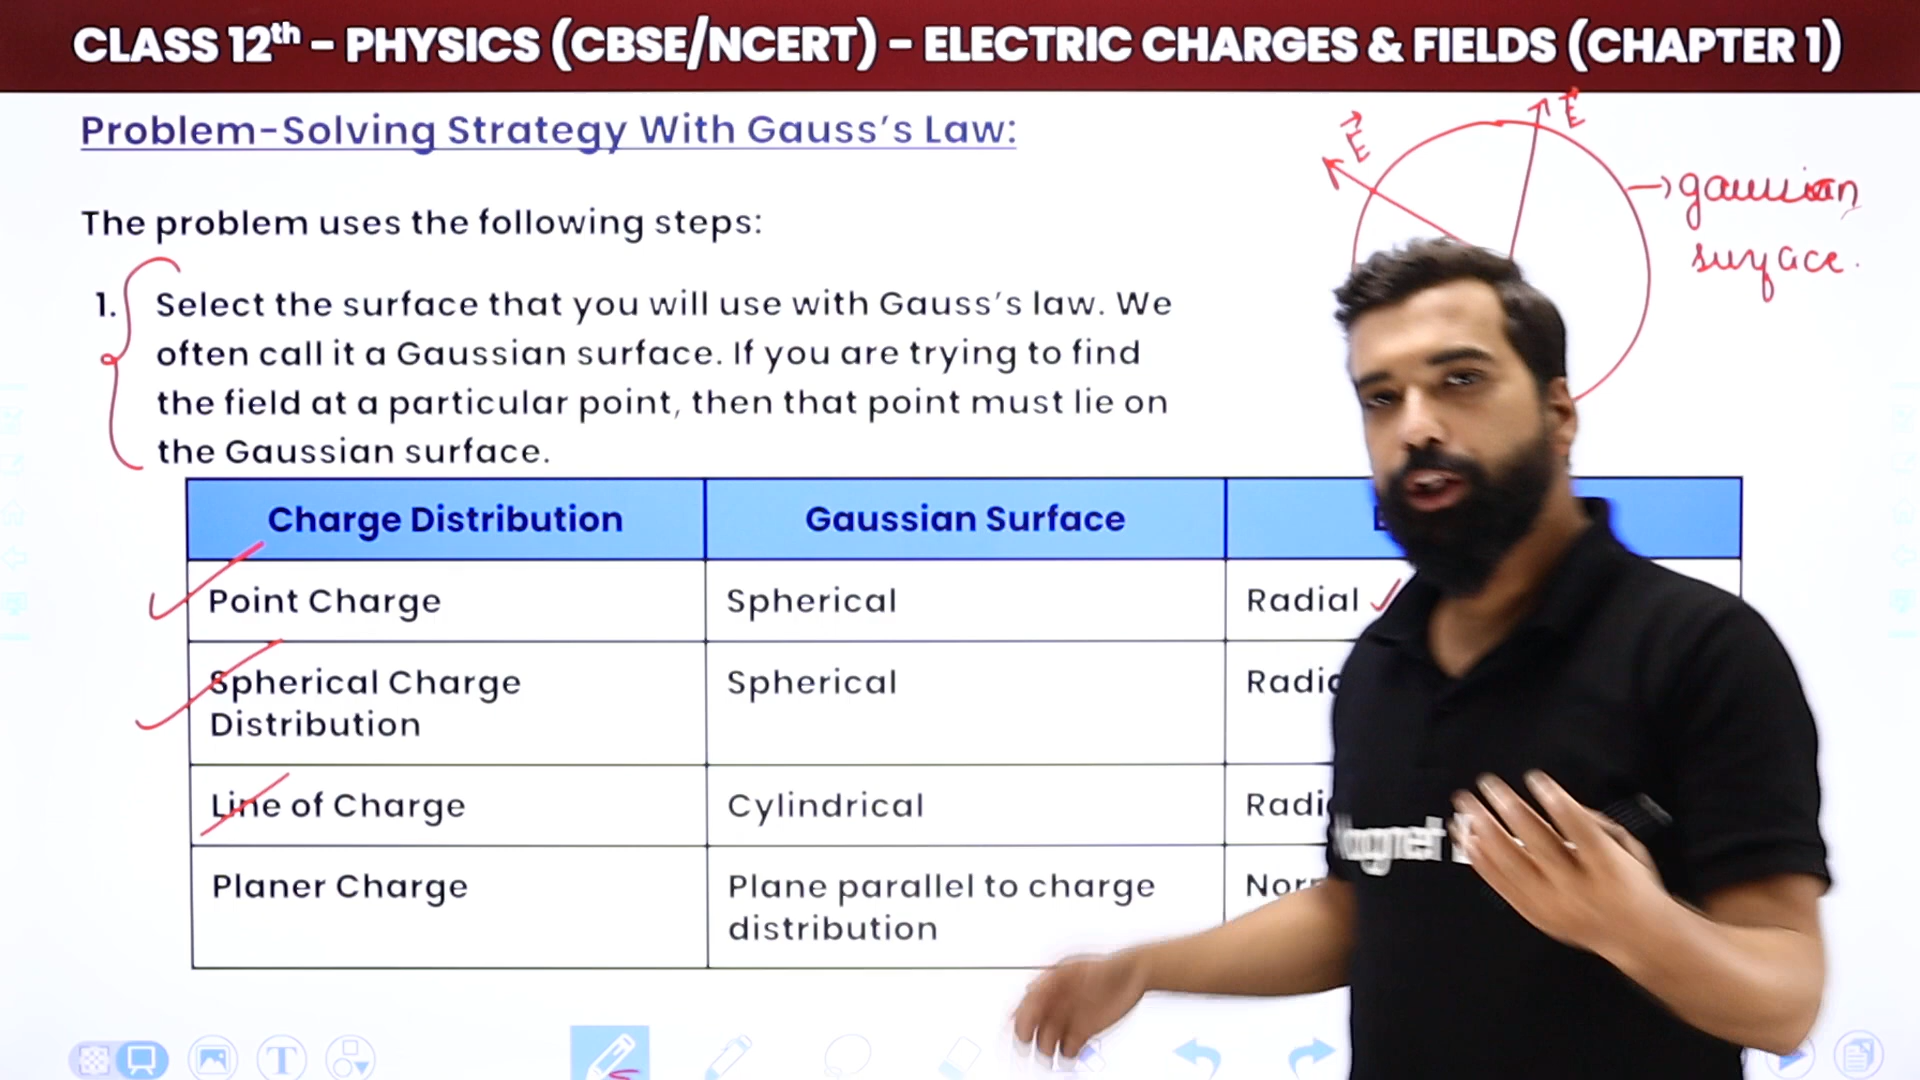 CLASS 12th – PHYSICS (CBSE/NCERT) – ELECTRIC CHARGES & FIELDS (CHAPTER 1)
Problem-Solving Strategy With Gauss's Law:
E
E
gaussian
surface.
The problem uses the following steps:
1. Select the surface that you will use with Gauss's law. We
often call it a Gaussian surface. If you are trying to find
the field at a particular point, then that point must lie on
the Gaussian surface.
Charge Distribution Gaussian Surface
Point Charge Spherical Radial
Spherical Charge
Distribution
Spherical
Line of Charge Cylindrical
Planer Charge Plane parallel to charge
distribution
T